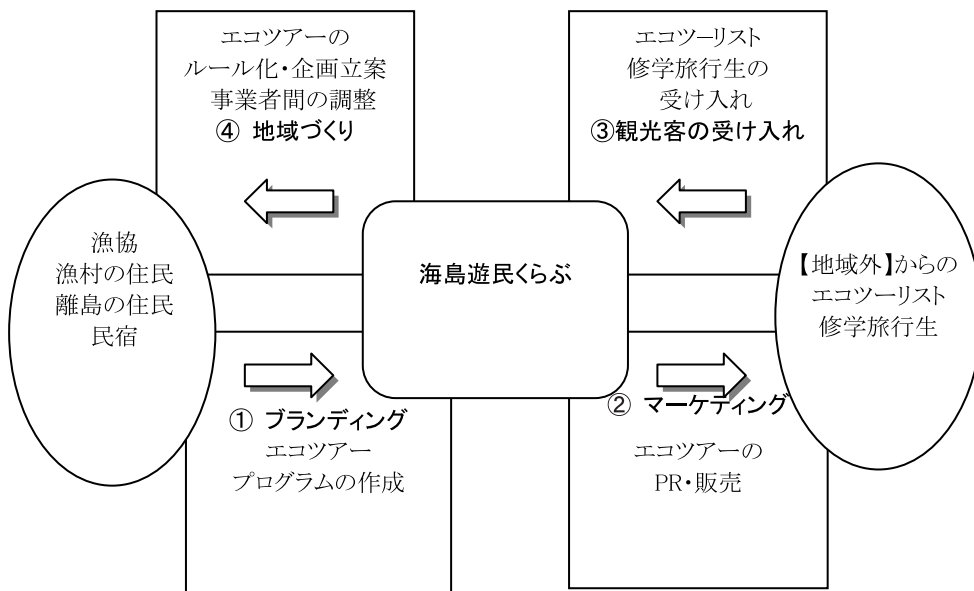 エコツアーの
ルール化・企画立案
事業者間の調整
④ 地域づくり
エコツーリスト
修学旅行生の
受け入れ
③観光客の受け入れ
漁協
漁村の住民
離島の住民
民宿
海島遊民くらぶ
【地域外】からの
エコツーリスト
修学旅行生
① ブランディング
エコツアー
プログラムの作成
② マーケティング
エコツアーの
PR・販売